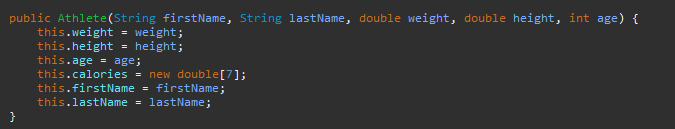 public Athlete(String firstName, String lastName, double weight, double height, int age) {
    this.weight = weight;
    this.height = height;
    this.age = age;
    this.calories = new double[7];
    this.firstName = firstName;
    this.lastName = lastName;
}